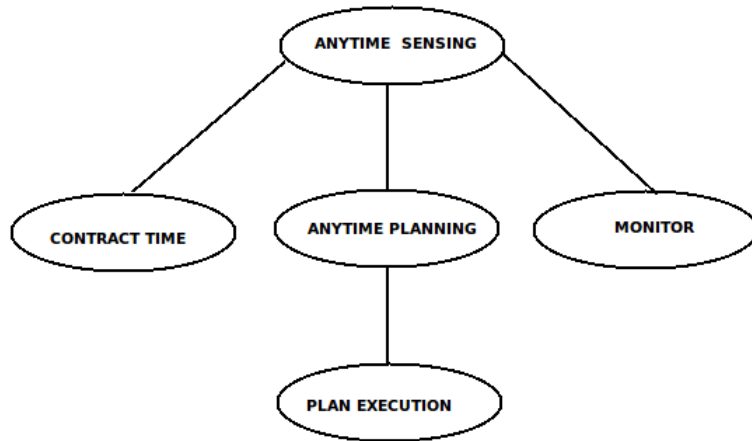 ANYTIME SENSING
CONTRACT TIME
ANYTIME PLANNING
MONITOR
PLAN EXECUTION